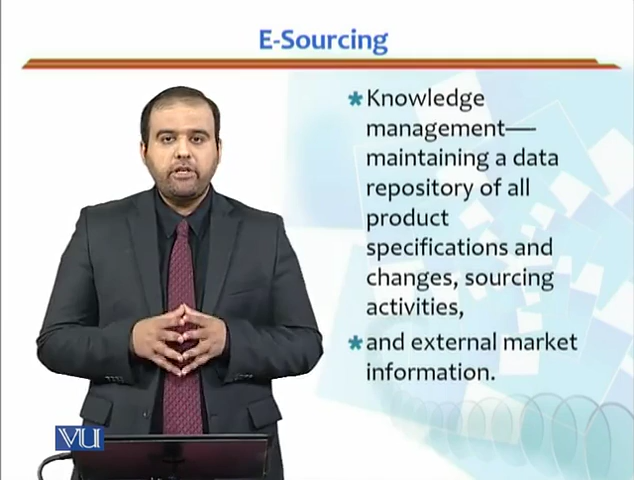 E-Sourcing
* Knowledge
management—
maintaining a data
repository of all
product
specifications and
changes, sourcing
activities,
* and external market
information.
VU